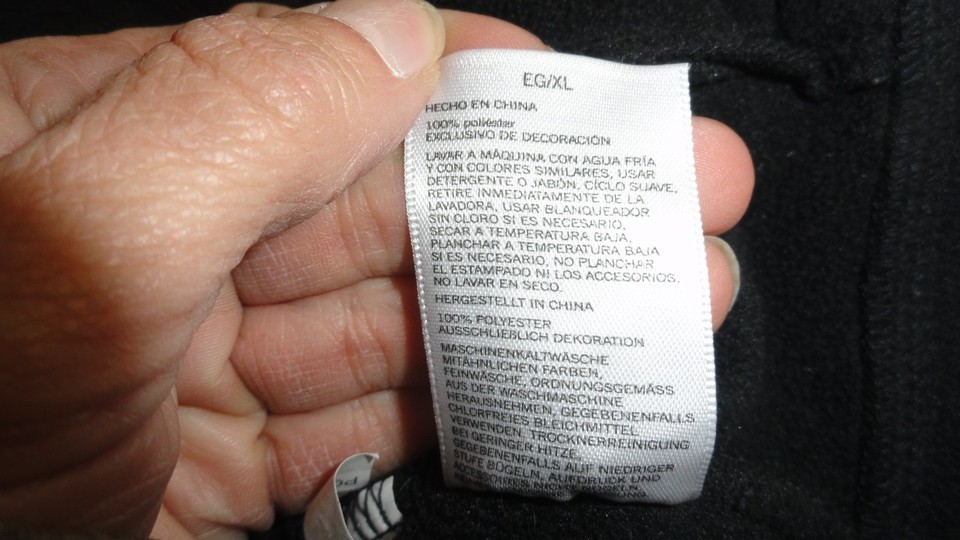 EG/XL
HECHO EN CHINA
100% poliéster
EXCLUSIVO DE DECORACIÓN
LAVAR A MÁQUINA CON AGUA FRÍA
Y CON COLORES SIMILARES, USAR
DETERGENTE O JABÓN, CICLO SUAVE,
RETIRE INMEDIATAMENTE DE LA
LAVADORA, USAR BLANQUEADOR
SIN CLORO SI ES NECESARIO,
SECAR A TEMPERATURA BAJA,
PLANCHAR A TEMPERATURA BAJA
SI ES NECESARIO, NO PLANCHAR
EL ESTAMPADO NI LOS ACCESORIOS.
NO LAVAR EN SECO.
HERGESTELLT IN CHINA
100% POLYESTER
AUSSCHLIEBLICH DEKORATION
MASCHINENKALTWÄSCHE
MITÄHNLICHEN FARBEN,
FEINWÄSCHE, ORDNUNGSGEMÄSS
AUS DER WASCHMASCHINE
HERAUSNEHMEN, GEGEBENENFALLS
CHLORFREIES BLEICHMITTEL
VERWENDEN, TROCKNERREINIGUNG
BEI GERINGER HITZE,
GEGEBENENFALLS AUF NIEDRIGER
STUFE BÜGELN, AUFDRUCK UND